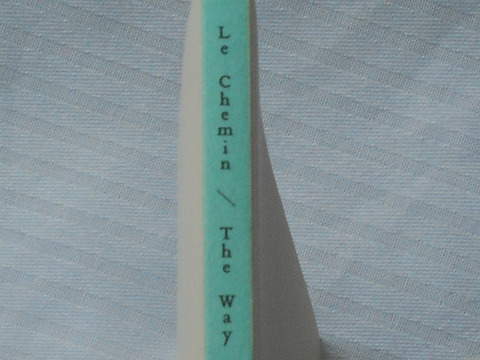 Le Chemin / The Way